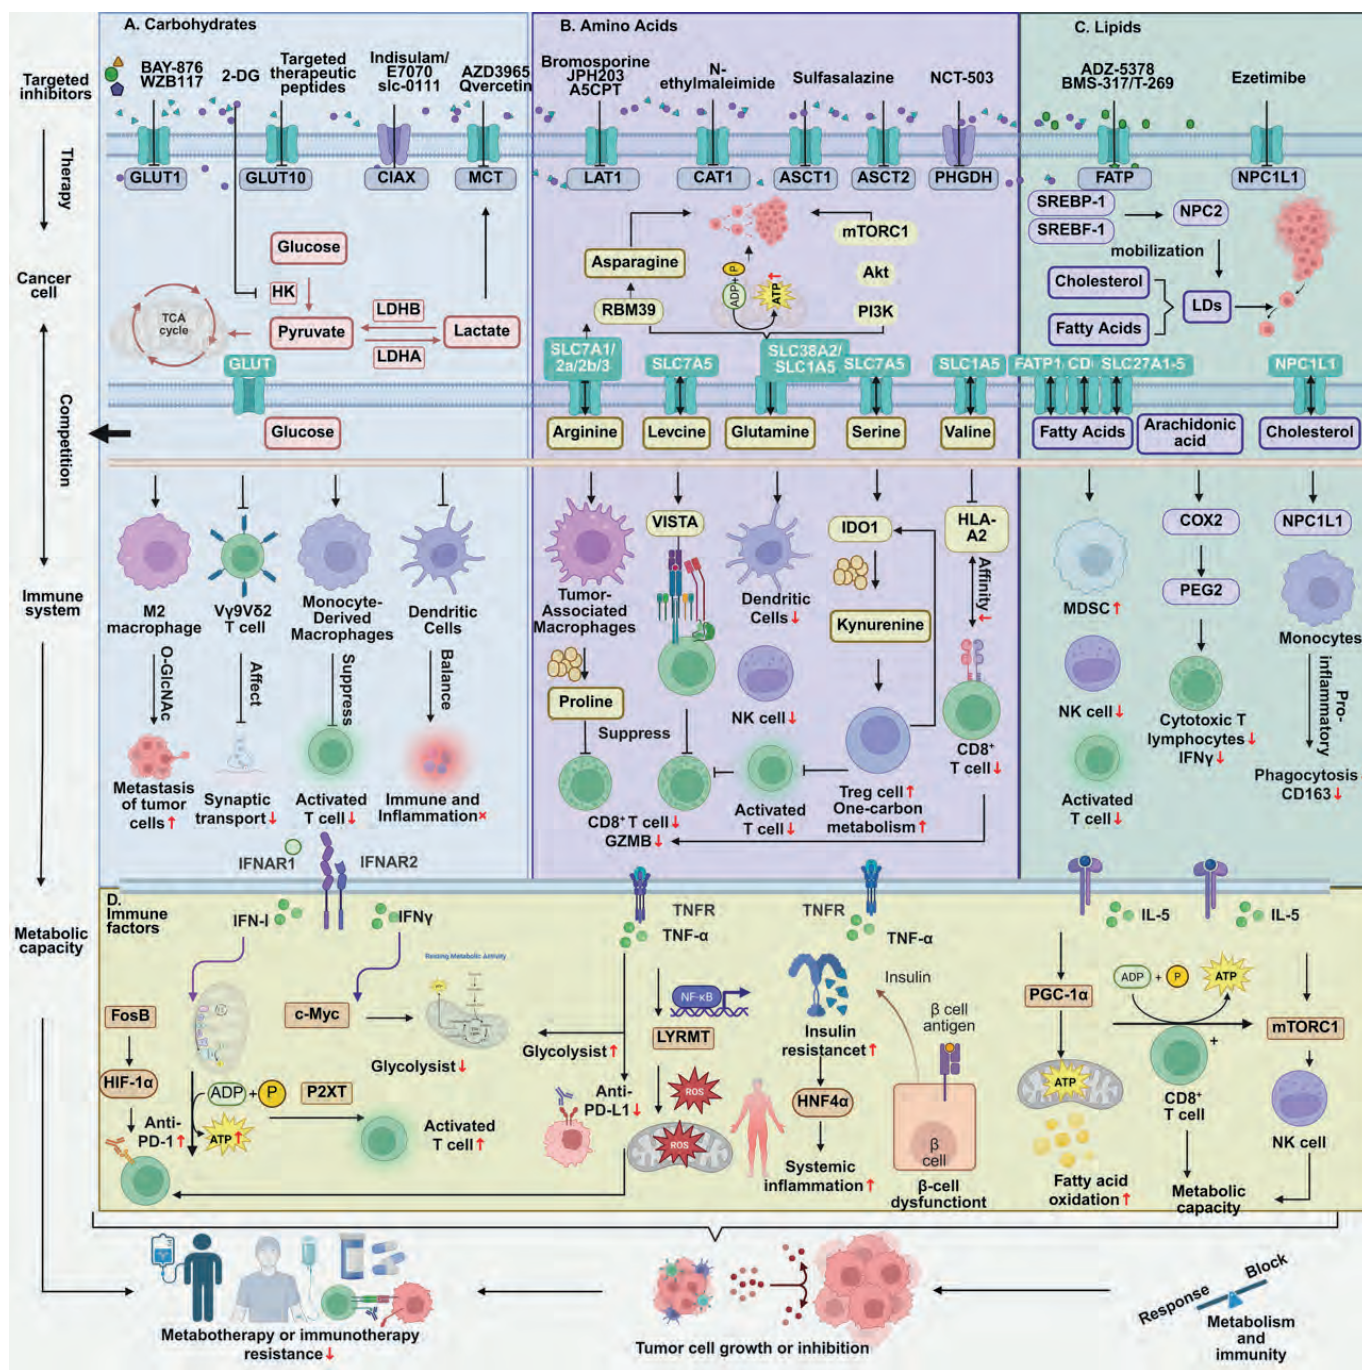 A. Carbohydrates
B. Amino Acids
C. Lipids
Targeted
inhibitors
BAY-876
WZB117
2-DG
Targeted
therapeutic
peptides
Indisulam/
E7070
slc-0111
AZD3965
Qvercetin
Bromosporine
JPH203
A5CPT
N-
ethylmaleimide
Sulfasalazine
NCT-503
ADZ-5378
BMS-317/T-269
Ezetimibe
Therapy
GLUT1
GLUT10
CIAX
MCT
LAT1
CAT1
ASCT1
ASCT2
PHGDH
FATP
NPC1L1
Cancer
cell
Glucose
HK
TCA
cycle
Pyruvate
LDHB
LDHA
Lactate
GLUT
Glucose
Asparagine
RBM39
ADP+
P
ATP
mTORC1
Akt
PI3K
SREBP-1
SREBF-1
NPC2
mobilization
Cholesterol
Fatty Acids
LDs
SLC7A1/
2a/2b/3
SLC7A5
SLC38A2/
SLC1A5
SLC7A5
SLC1A5
FATP1
CD
SLC27A1-5
NPC1L1
Competition
Arginine
Levcine
Glutamine
Serine
Valine
Fatty Acids
Arachidonic
acid
Cholesterol
Immune
system
M2
macrophage
Vγ9Vδ2
T cell
Monocyte-
Derived
Macrophages
Dendritic
Cells
O-GlcNAc
Affect
Suppress
Balance
Metastasis
of tumor
cells↑
Synaptic
transport↓
Activated
T cell↓
Immune and
Inflammation×
Tumor-
Associated
Macrophages
Proline
Suppress
VISTA
CD8⁺ T cell↓
GZMB↓
Dendritic
Cells↓
NK cell↓
Activated
T cell↓
IDO1
Kynurenine
Treg cell↑
One-carbon
metabolism↑
HLA-
A2
Affinity↑
CD8⁺
T cell↓
MDSC↑
NK cell↓
Activated
T cell↓
COX2
PEG2
Cytotoxic T
lymphocytes↓
IFNγ↓
NPC1L1
Monocytes
Pro-
inflammatory
Phagocytosis
CD163↓
Metabolic
capacity
D.
Immune
factors
IFNAR1
IFNAR2
IFN-I
IFNγ
FosB
HIF-1α
Anti-
PD-1↑
ADP + P
ATP↑
c-Myc
Glycolysist↓
P2XT
Activated
T cell↑
TNFR
TNF-α
Glycolysist↑
Anti-
PD-L1↓
NF-κB
LYRMT
ROS
ROS
TNFR
TNF-α
Insulin
Insulin
resistancet↑
HNF4α
Systemic
inflammation↑
β cell
antigen
β
cell
β-cell
dysfunctiont
IL-5
IL-5
PGC-1α
ATP
Fatty acid
oxidation↑
ADP + P
ATP
+
CD8⁺
T cell
Metabolic
capacity
mTORC1
NK cell
Metabotherapy or immunotherapy
resistance↓
Tumor cell growth or inhibition
Response
Block
Metabolism
and
immunity